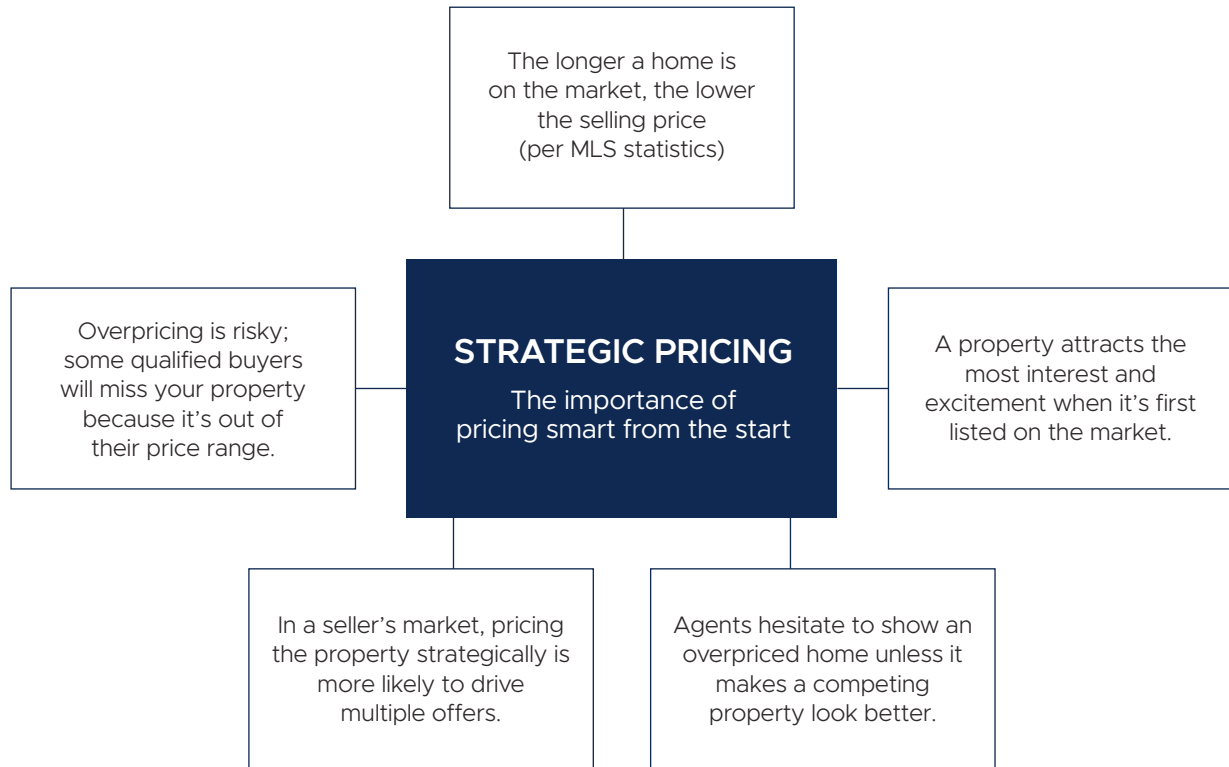 The longer a home is
on the market, the lower
the selling price
(per MLS statistics)
Overpricing is risky;
some qualified buyers
will miss your property
because it’s out of
their price range.
STRATEGIC PRICING
The importance of
pricing smart from the start
A property attracts the
most interest and
excitement when it’s first
listed on the market.
In a seller’s market, pricing
the property strategically is
more likely to drive
multiple offers.
Agents hesitate to show an
overpriced home unless it
makes a competing
property look better.